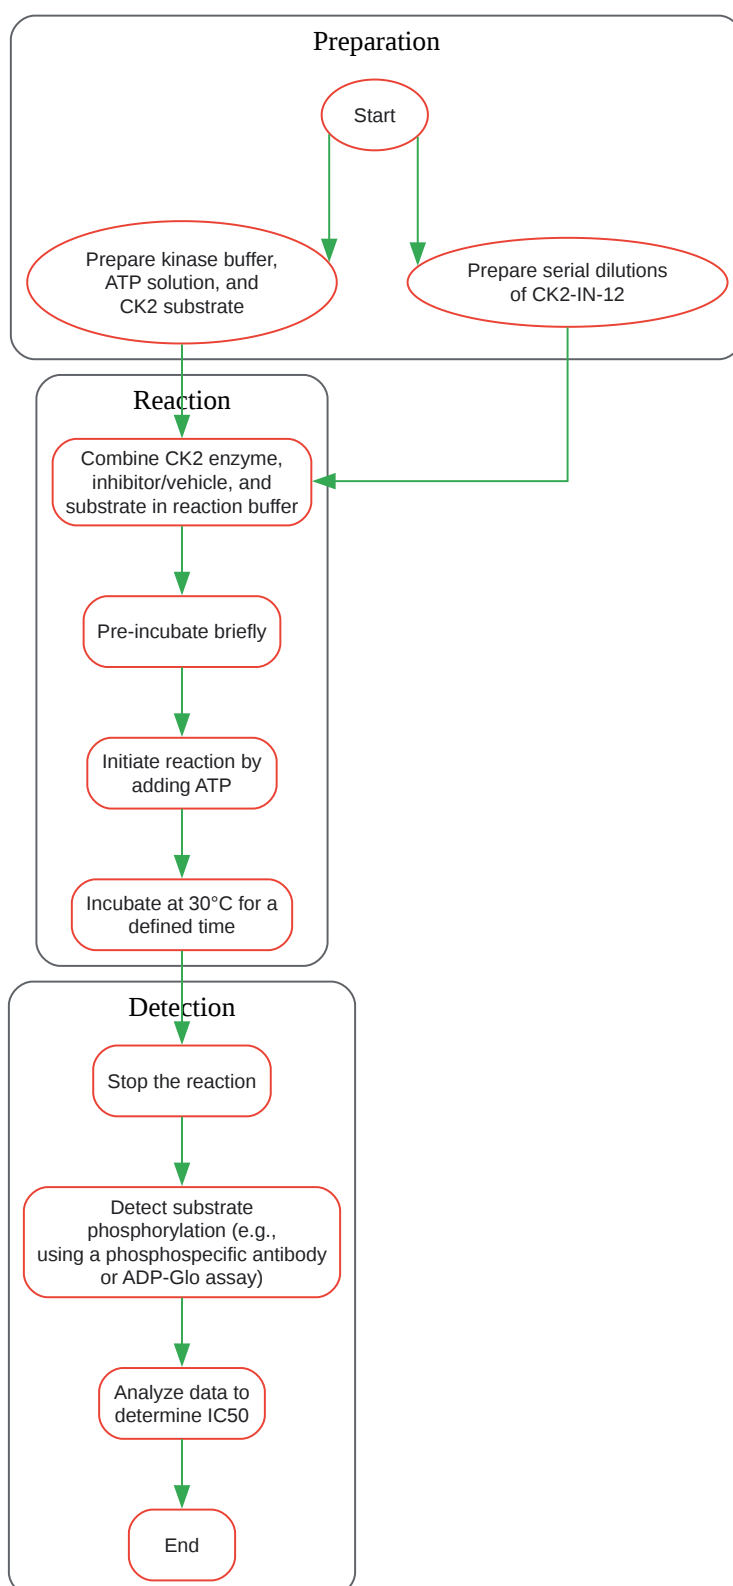 Preparation
Start
Prepare kinase buffer,
ATP solution, and
CK2 substrate
Prepare serial dilutions
of CK2-IN-12
Reaction
Combine CK2 enzyme,
inhibitor/vehicle, and
substrate in reaction buffer
Pre-incubate briefly
Initiate reaction by
adding ATP
Incubate at 30°C for a
defined time
Detection
Stop the reaction
Detect substrate
phosphorylation (e.g.,
using a phosphospecific antibody
or ADP-Glo assay)
Analyze data to
determine IC50
End